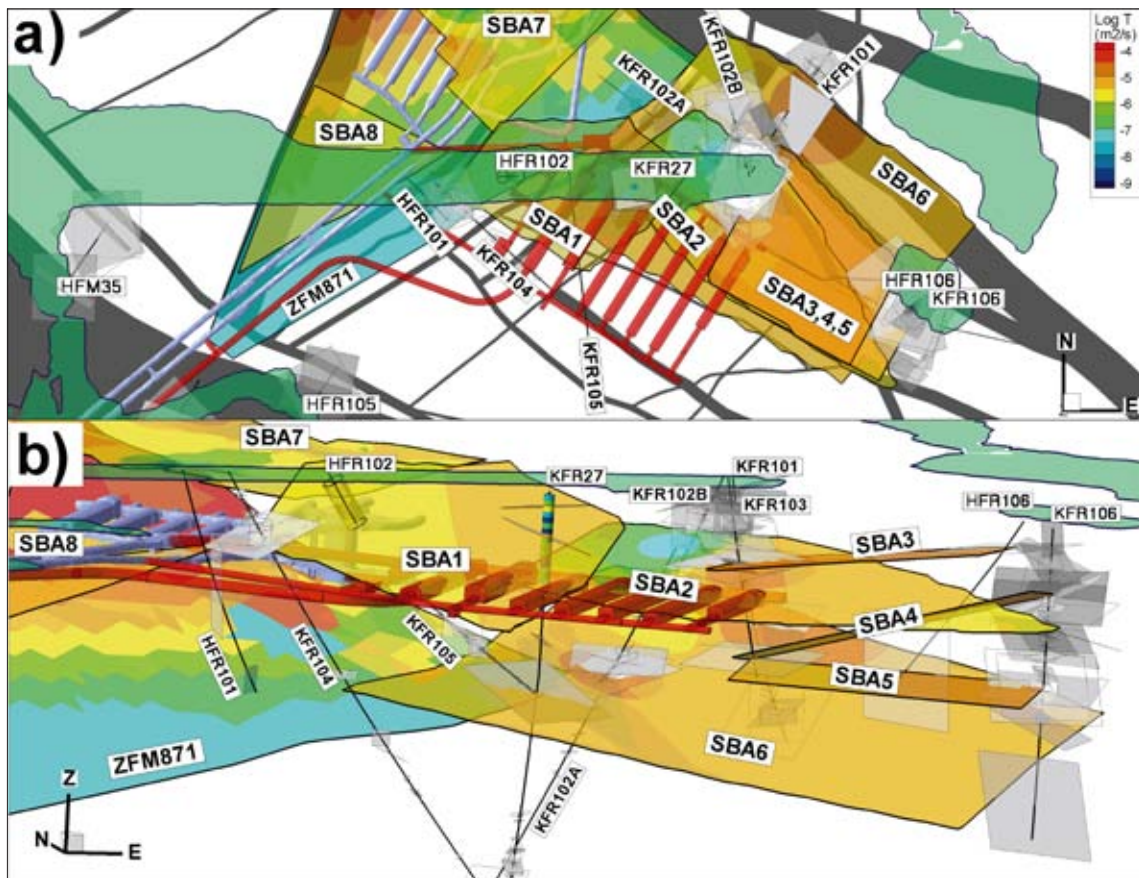 a)
SBA7
KFR102B
KFR101
Log T
(m2/s)
-4
-5
-6
-7
-8
-9
KFR102A
SBA8
HFR102
KFR27
SBA6
HFR101
SBA1
SBA2
KFR104
HFM35
ZFM871
SBA3,4,5
HFR106
KFR106
KFR105
HFR105
N
E
b)
SBA7
HFR102
KFR27
KFR101
KFR102B
KFR103
HFR106
KFR106
SBA8
SBA1
SBA2
SBA3
SBA4
HFR101
KFR104
KFR105
SBA5
ZFM871
SBA6
KFR102A
Z
N
E